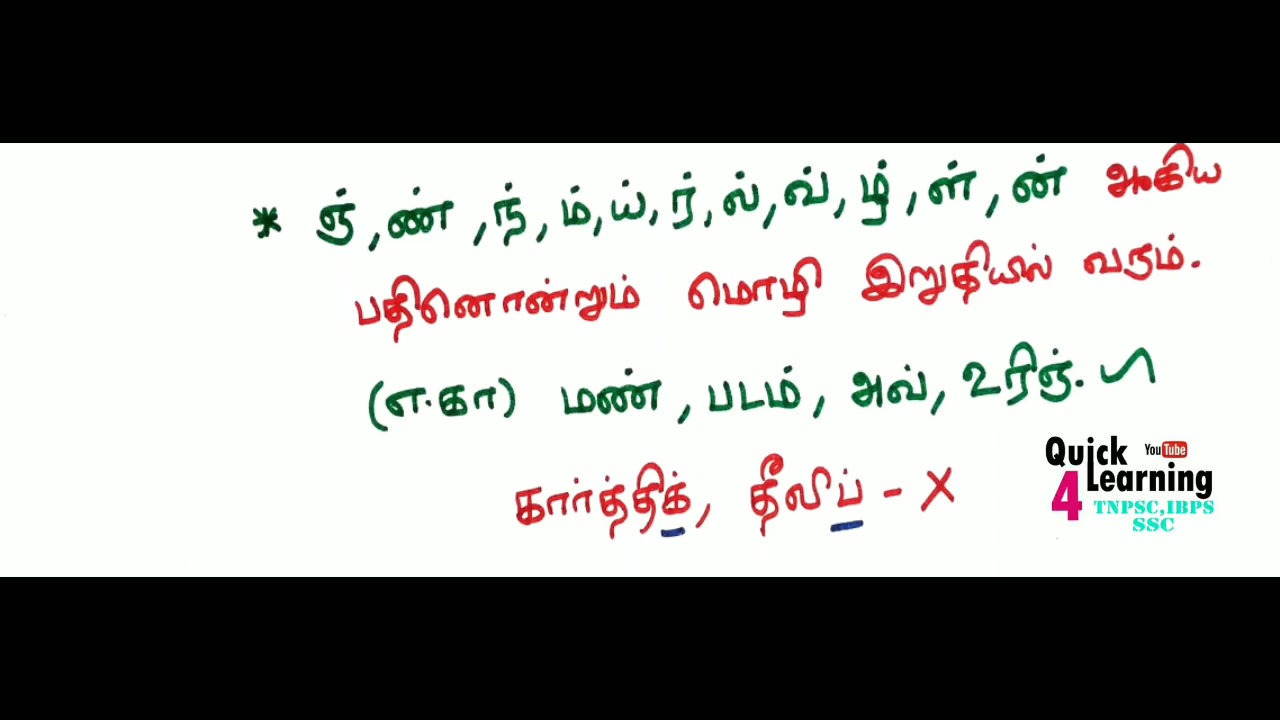 * ஞ், ண், ந், ம், ய், ர், ல், வ், ழ், ள், ன் ஆகிய
பதினொன்றும் மொழி இறுதியில் வரும்.
(எ.கா) மண், படம், அவ், உரிஞ். ✓
கார்த்திக், தீலிப் - X
Quick YouTube
4 Learning
TNPSC,IBPS
SSC